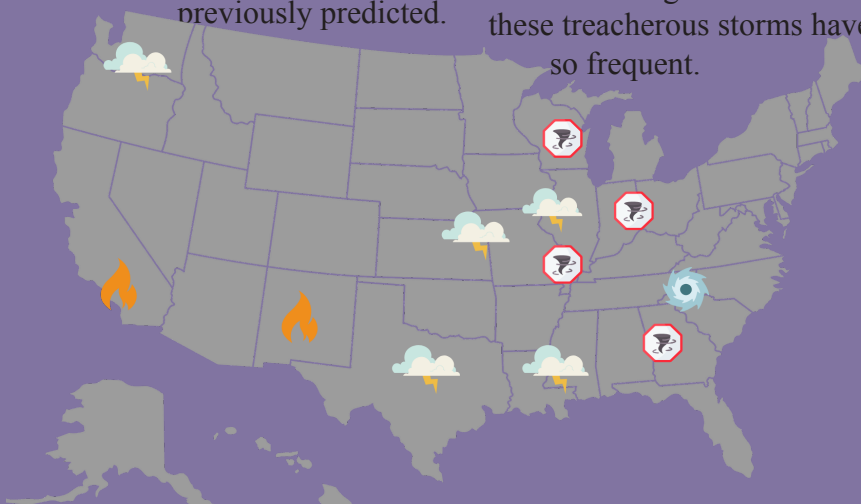 previously predicted.
these treacherous storms have
so frequent.